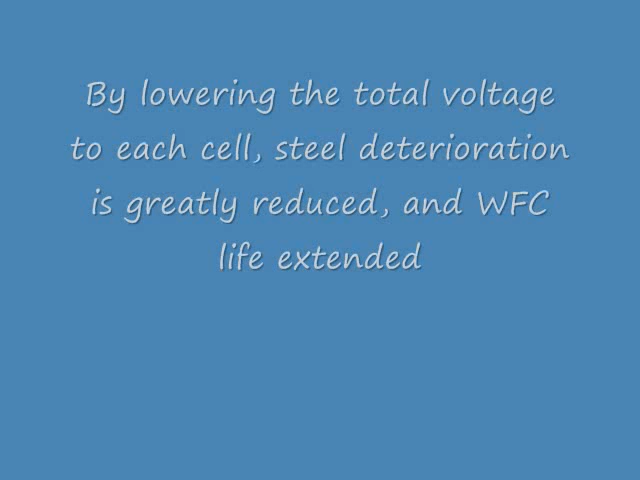 By lowering the total voltage
to each cell, steel deterioration
is greatly reduced, and WFC
life extended